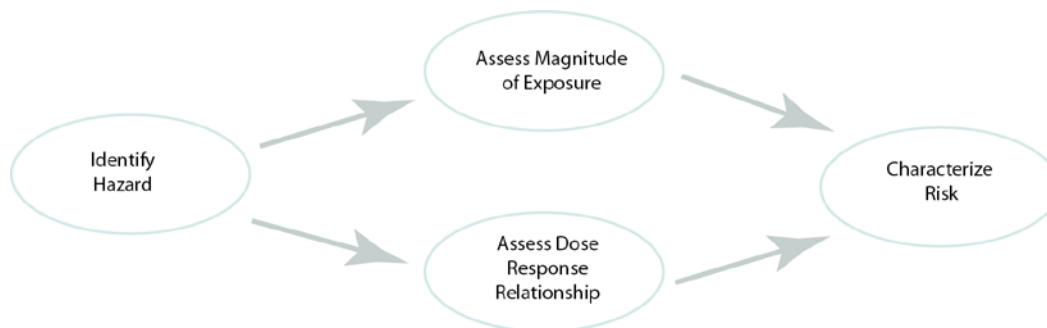 Assess Magnitude
of Exposure
Identify
Hazard
Characterize
Risk
Assess Dose
Response
Relationship